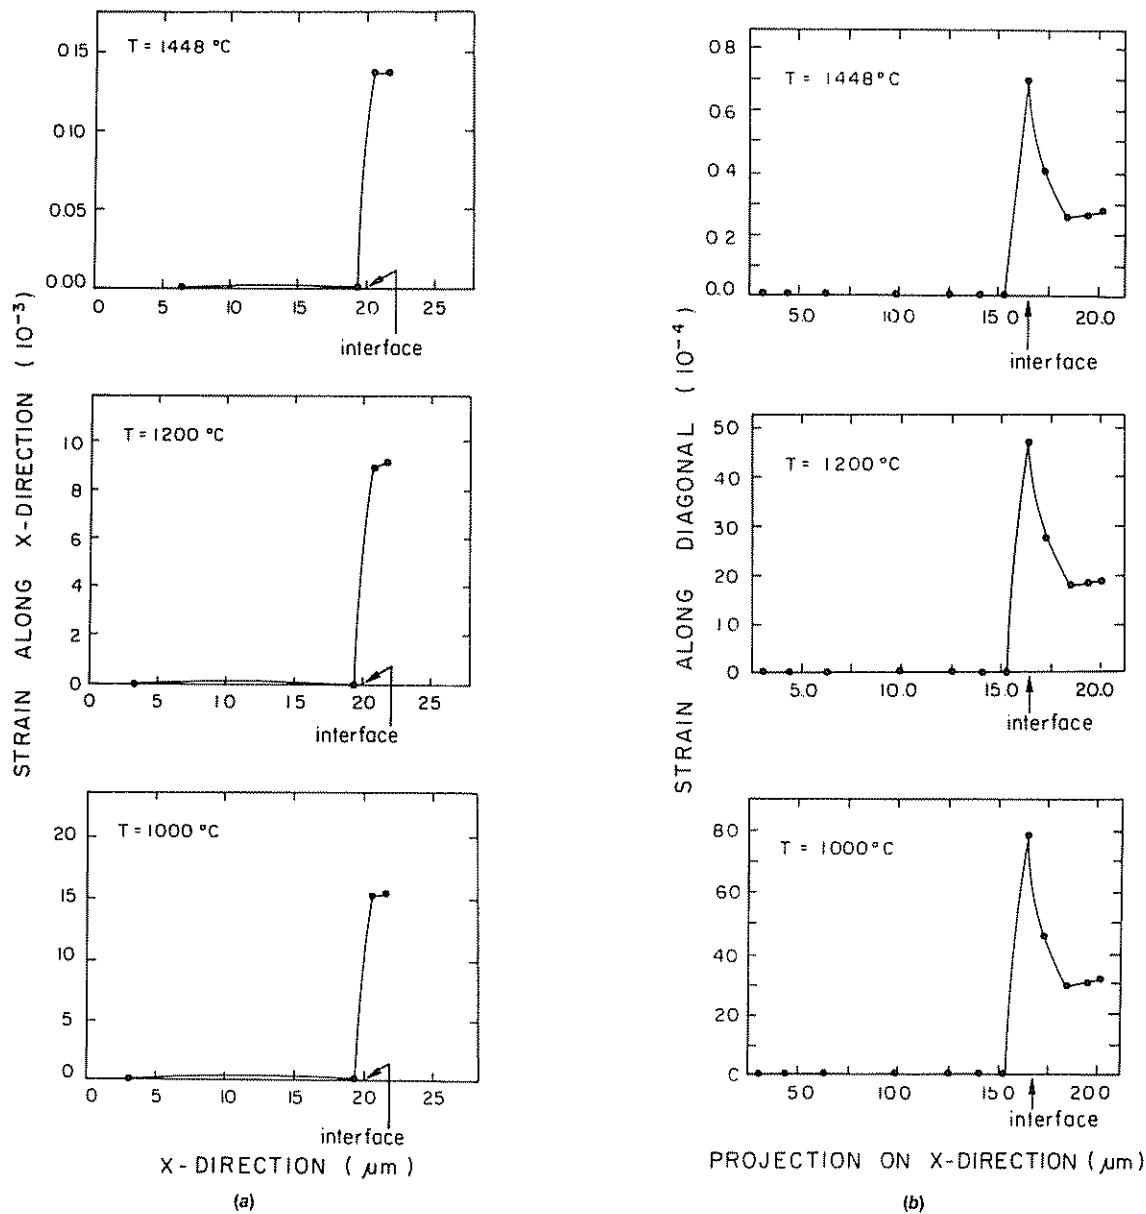 STRAIN ALONG X-DIRECTION (10⁻³)
T = 1448 °C
0.15
0.10
0.05
0.00
0 5 10 15 20 25
interface
T = 1200 °C
10
8
6
4
2
0
0 5 10 15 20 25
interface
T = 1000 °C
20
15
10
5
0
0 5 10 15 20 25
interface
X-DIRECTION (μm)
(a)
STRAIN ALONG DIAGONAL (10⁻⁴)
T = 1448°C
0.8
0.6
0.4
0.2
0.0
5.0 10.0 15.0 20.0
interface
T = 1200°C
50
40
30
20
10
0
5.0 10.0 15.0 20.0
interface
T = 1000°C
80
60
40
20
C
5.0 10.0 15.0 20.0
interface
PROJECTION ON X-DIRECTION (μm)
(b)